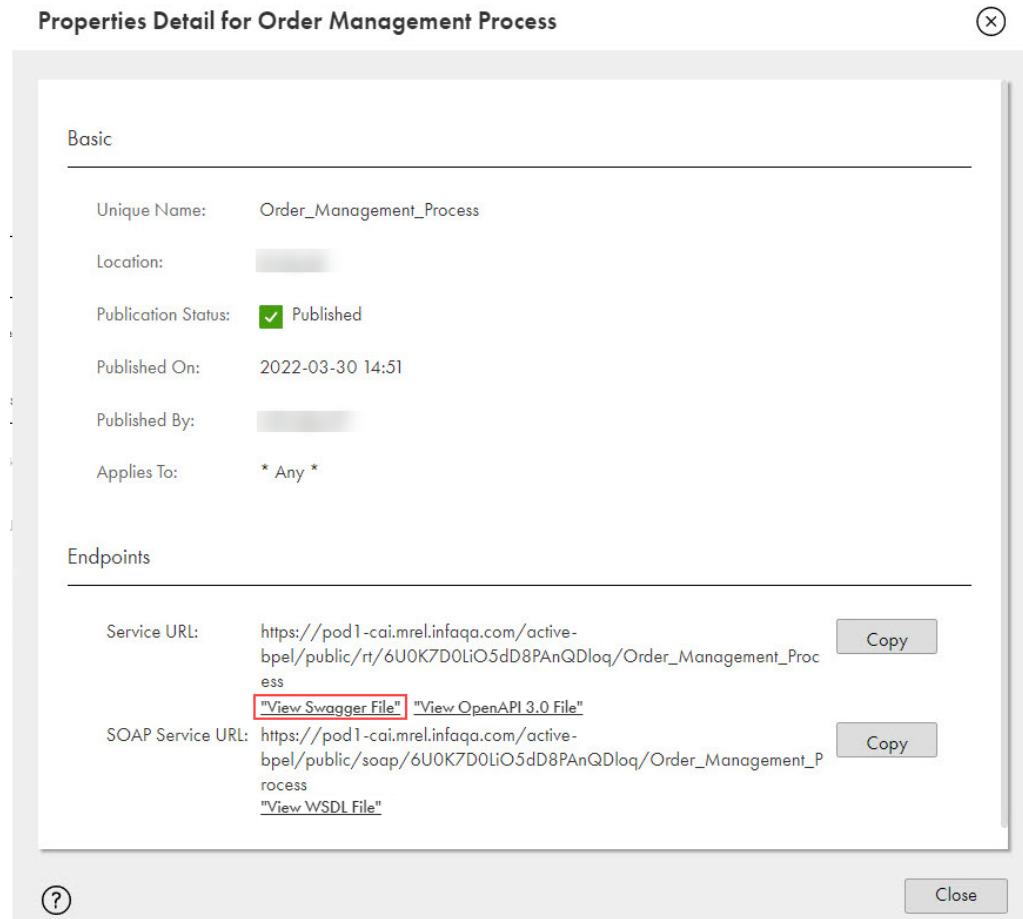 Properties Detail for Order Management Process
Basic
Unique Name: Order_Management_Process
Location:
Publication Status: Published
Published On: 2022-03-30 14:51
Published By:
Applies To: * Any *
Endpoints
Service URL: https://pod1-cai.mrel.infaqa.com/active-
bpel/public/rt/6U0K7D0LiO5dD8PAnQDloq/Order_Management_Proc
ess
Copy
"View Swagger File" "View OpenAPI 3.0 File"
SOAP Service URL: https://pod1-cai.mrel.infaqa.com/active-
bpel/public/soap/6U0K7D0LiO5dD8PAnQDloq/Order_Management_P
rocess
Copy
"View WSDL File"
?
Close